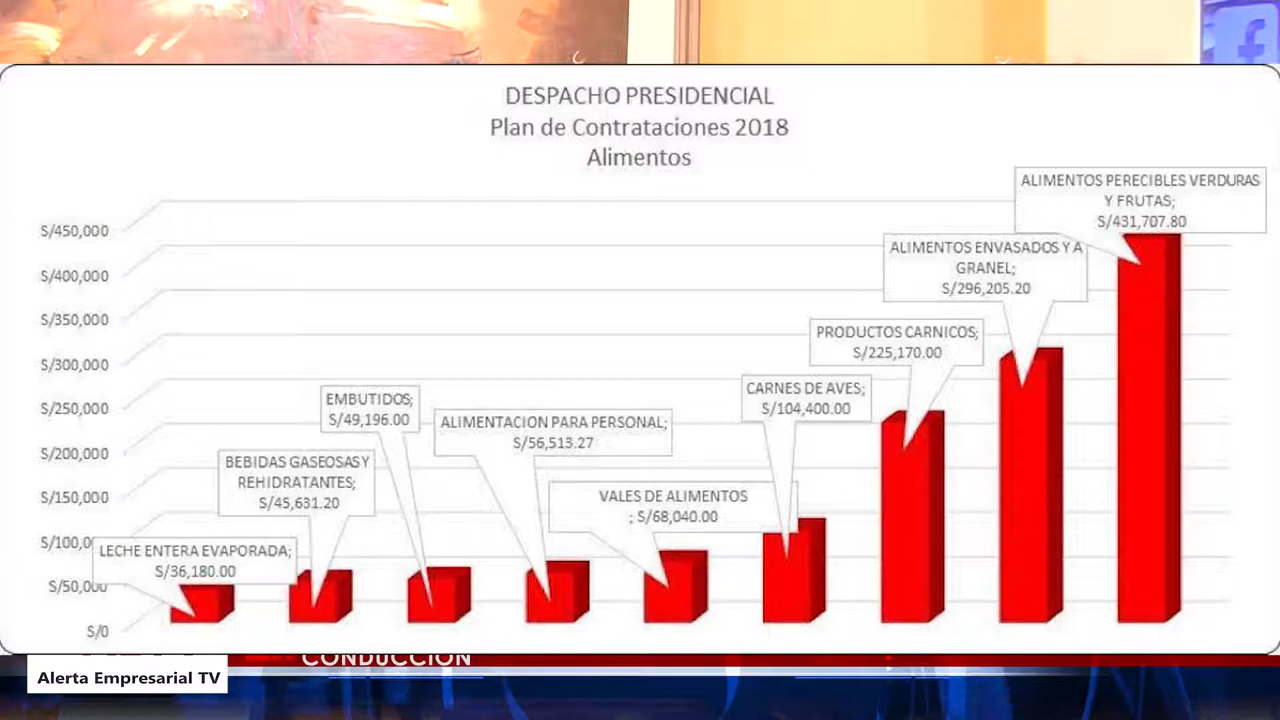 DESPACHO PRESIDENCIAL
Plan de Contrataciones 2018
Alimentos
S/450,000
S/400,000
S/350,000
S/300,000
S/250,000
S/200,000
S/150,000
S/100,0
S/50,000
S/0
LECHE ENTERA EVAPORADA;
S/36,180.00
BEBIDAS GASEOSAS Y
REHIDRATANTES;
S/45,631.20
EMBUTIDOS;
S/49,196.00
ALIMENTACION PARA PERSONAL;
S/56,513.27
VALES DE ALIMENTOS
; S/68,040.00
CARNES DE AVES;
S/104,400.00
PRODUCTOS CARNICOS;
S/225,170.00
ALIMENTOS ENVASADOS Y A
GRANEL;
S/296,205.20
ALIMENTOS PERECIBLES VERDURAS
Y FRUTAS;
S/431,707.80
CONDUCCIÓN
Alerta Empresarial TV